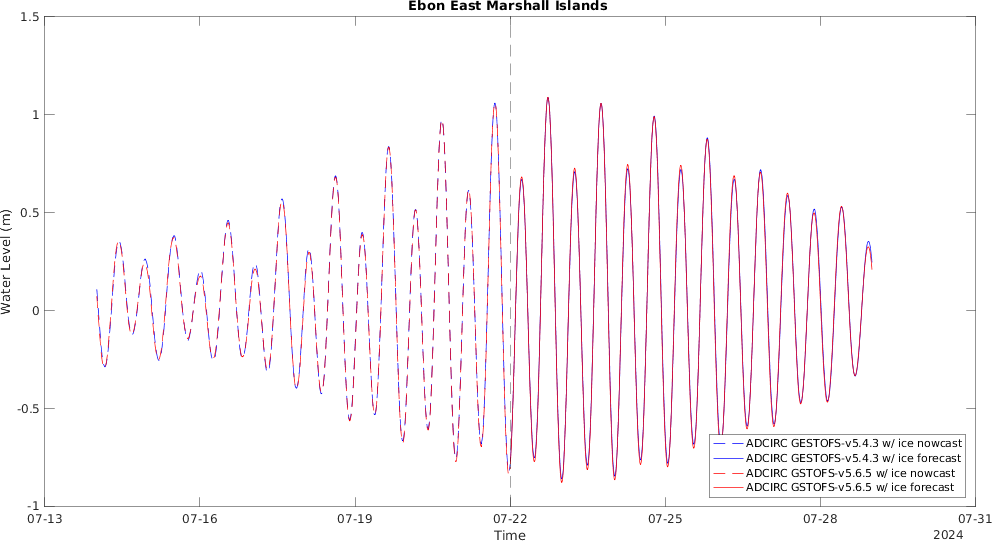 Ebon East Marshall Islands
1.5
1
0.5
0
-0.5
-1
Water Level (m)
07-13 07-16 07-19 07-22 07-25 07-28 07-31
Time
2024
ADCIRC GESTOFS-v5.4.3 w/ ice nowcast
ADCIRC GESTOFS-v5.4.3 w/ ice forecast
ADCIRC GSTOFS-v5.6.5 w/ ice nowcast
ADCIRC GSTOFS-v5.6.5 w/ ice forecast